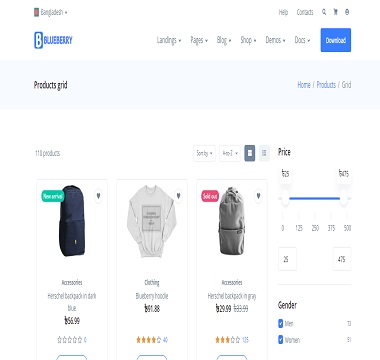 Bangladesh
Help Contacts
BLUEBERRY
Landings Pages Blog Shop Demos Docs Download
Products grid
Home / Products / Grid
110 products
Sort by A to Z
Price
৳25 ৳475
0 125 250 375 500
25 475
New arrival
Sold out
Accessories
Herschel backpack in dark
blue
৳56.99
0
Clothing
Blueberry hoodie
৳91.88
40
Accessories
Herschel backpack in gray
৳29.99 ৳33.99
125
Gender
Men 73
Women